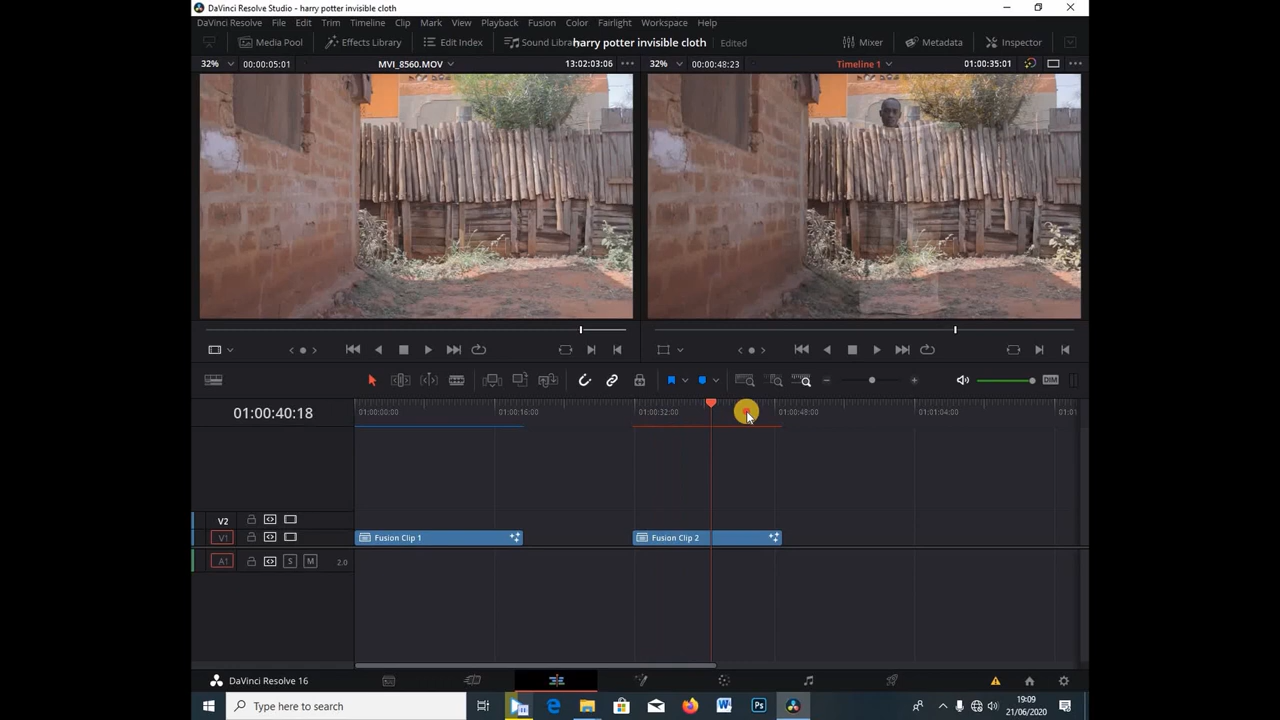 DaVinci Resolve Studio - harry potter invisible cloth
DaVinci Resolve File Edit Trim Timeline Clip Mark View Playback Fusion Color Fairlight Workspace Help
Media Pool Effects Library Edit Index Sound Libra harry potter invisible cloth Edited Mixer Metadata Inspector
32% 00:00:05:01 MVI_8560.MOV 13:02:03:06 32% 00:00:48:23 Timeline 1 01:00:35:01
DIM
01:00:40:18 01:00:00:00 01:00:16:00 01:00:32:00 01:00:48:00 01:01:04:00
V2
V1 Fusion Clip 1 Fusion Clip 2
A1 S M 2.0
DaVinci Resolve 16
Type here to search
19:09
21/06/2020